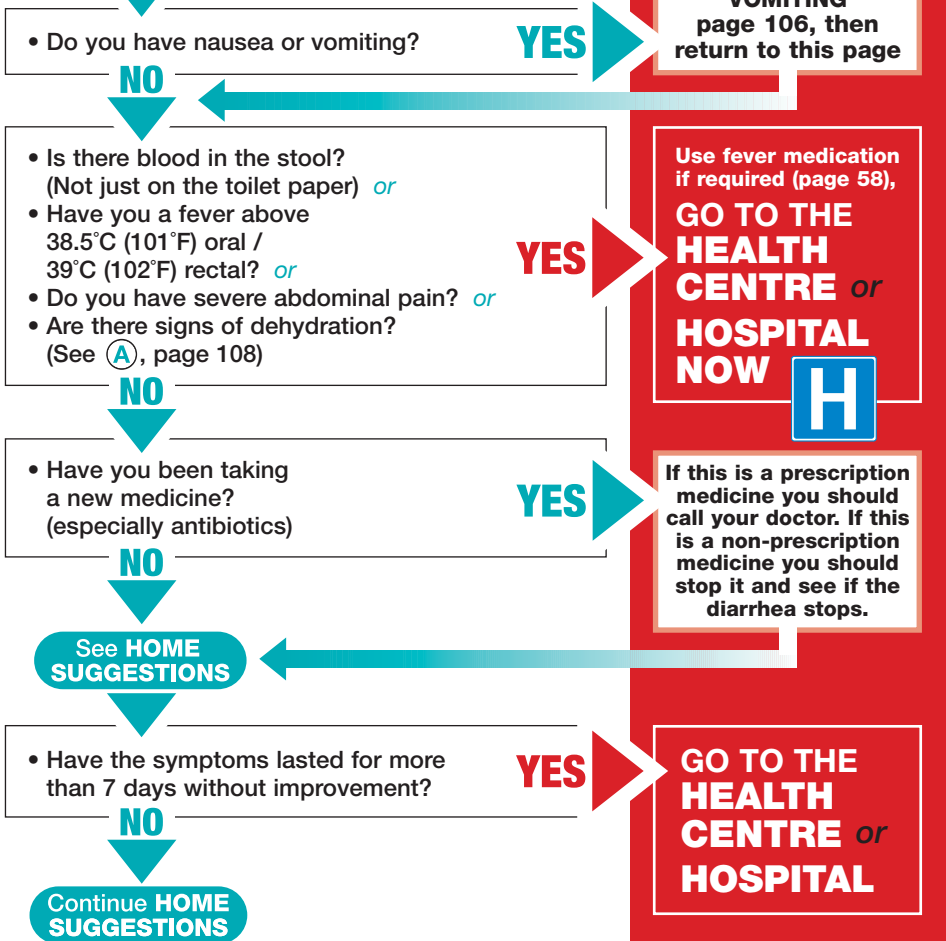 VOMITING
page 106, then
return to this page
• Do you have nausea or vomiting?
YES
NO
• Is there blood in the stool?
(Not just on the toilet paper) or
• Have you a fever above
38.5˚C (101˚F) oral /
39˚C (102˚F) rectal? or
• Do you have severe abdominal pain? or
• Are there signs of dehydration?
(See A, page 108)
YES
Use fever medication
if required (page 58),
GO TO THE
HEALTH
CENTRE or
HOSPITAL
NOW
H
NO
• Have you been taking
a new medicine?
(especially antibiotics)
YES
If this is a prescription
medicine you should
call your doctor. If this
is a non-prescription
medicine you should
stop it and see if the
diarrhea stops.
NO
See HOME
SUGGESTIONS
• Have the symptoms lasted for more
than 7 days without improvement?
YES
GO TO THE
HEALTH
CENTRE or
HOSPITAL
NO
Continue HOME
SUGGESTIONS